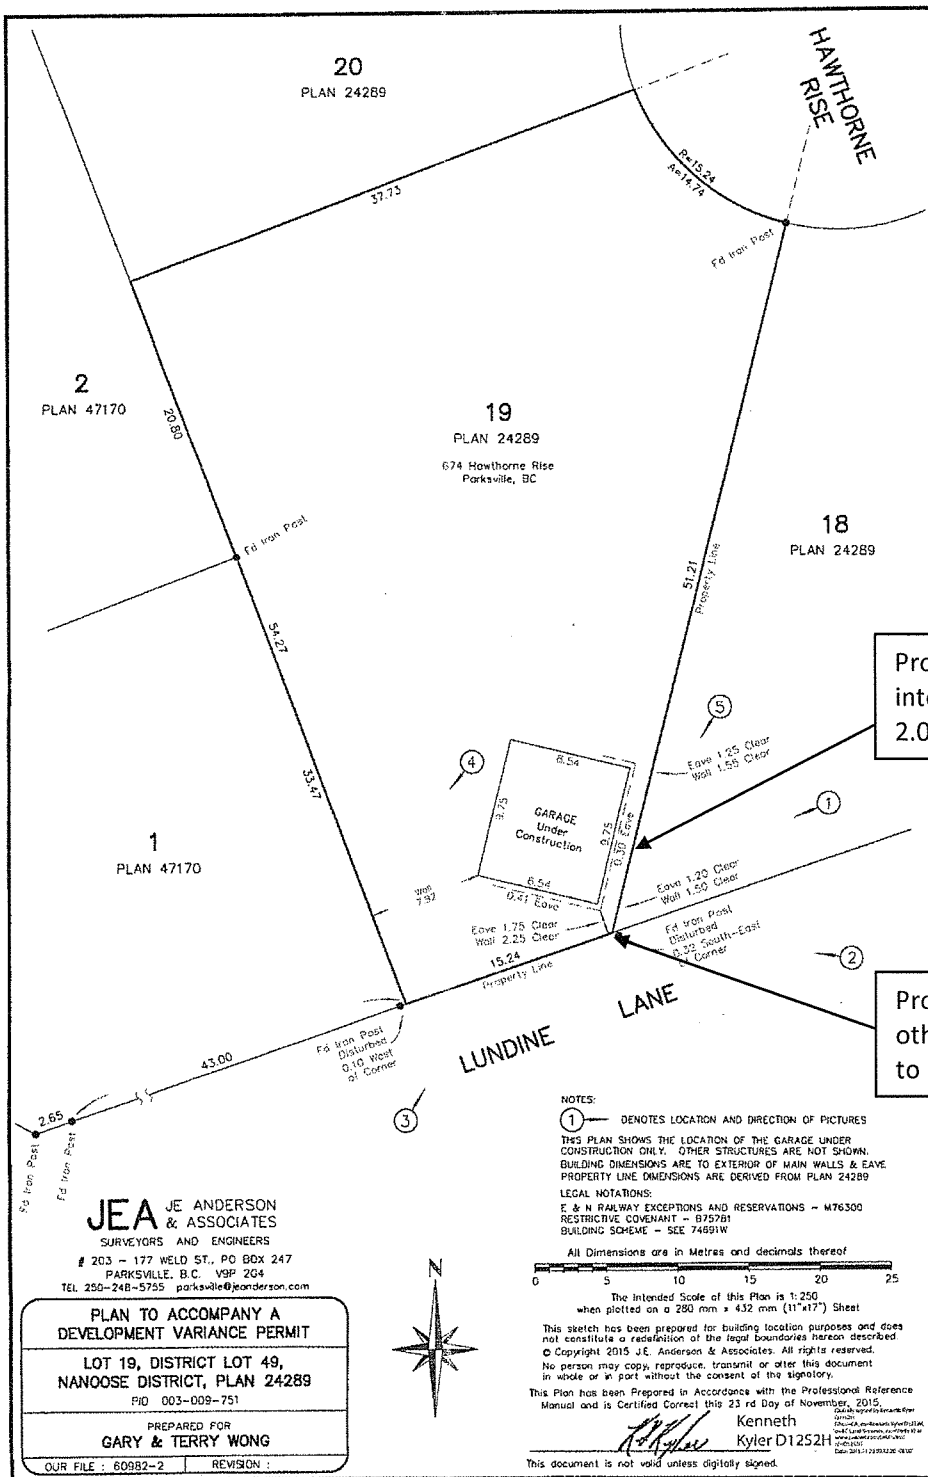 HAWTHORNE
RISE
20
PLAN 24289
37.73
R=15.24
A=14.74
Fd Iron Post
2
PLAN 47170
20.80
19
PLAN 24289
674 Hawthorne Rise
Parksville, BC
18
PLAN 24289
Fd Iron Post
51.21
Property Line
54.27
33.47
Pro
inte
2.0
5
4
1
Eave 1.25 Clear
Wall 1.55 Clear
6.54
9.75
GARAGE
Under
Construction
9.75
0.30 Eave
1
PLAN 47170
Wall
7.92
6.54
0.41 Eave
Eave 1.20 Clear
Wall 1.50 Clear
Eave 1.75 Clear
Wall 2.25 Clear
Fd Iron Post
Disturbed
0.32 South-East
of Corner
2
15.24
Property Line
LUNDINE LANE
Pro
oth
to
Fd Iron Post
Disturbed
0.10 West
of Corner
43.00
2.65
Fd Iron Post
Fd Iron Post
3
NOTES:
1 DENOTES LOCATION AND DIRECTION OF PICTURES
THIS PLAN SHOWS THE LOCATION OF THE GARAGE UNDER
CONSTRUCTION ONLY. OTHER STRUCTURES ARE NOT SHOWN.
BUILDING DIMENSIONS ARE TO EXTERIOR OF MAIN WALLS & EAVE
PROPERTY LINE DIMENSIONS ARE DERIVED FROM PLAN 24289
LEGAL NOTATIONS:
E & N RAILWAY EXCEPTIONS AND RESERVATIONS - M76300
RESTRICTIVE COVENANT - B75781
BUILDING SCHEME - SEE 74691W
All Dimensions are in Metres and decimals thereof
0 5 10 15 20 25
The Intended Scale of this Plan is 1:250
when plotted on a 280 mm x 432 mm (11"x17") Sheet
This sketch has been prepared for building location purposes and does
not constitute a redefinition of the legal boundaries hereon described.
© Copyright 2015 J.E. Anderson & Associates. All rights reserved.
No person may copy, reproduce, transmit or alter this document
in whole or in part without the consent of the signatory.
This Plan has been Prepared in Accordance with the Professional Reference
Manual and is Certified Correct this 23 rd Day of November, 2015.
Kenneth
Kyler D1252H
This document is not valid unless digitally signed.
JEA JE ANDERSON
& ASSOCIATES
SURVEYORS AND ENGINEERS
# 203 - 177 WELD ST., PO BOX 247
PARKSVILLE, B.C. V9P 2G4
TEL. 250-248-5755 parksville@jeanderson.com
N
PLAN TO ACCOMPANY A
DEVELOPMENT VARIANCE PERMIT
LOT 19, DISTRICT LOT 49,
NANOOSE DISTRICT, PLAN 24289
PID 003-009-751
PREPARED FOR
GARY & TERRY WONG
OUR FILE : 60982-2 REVISION :